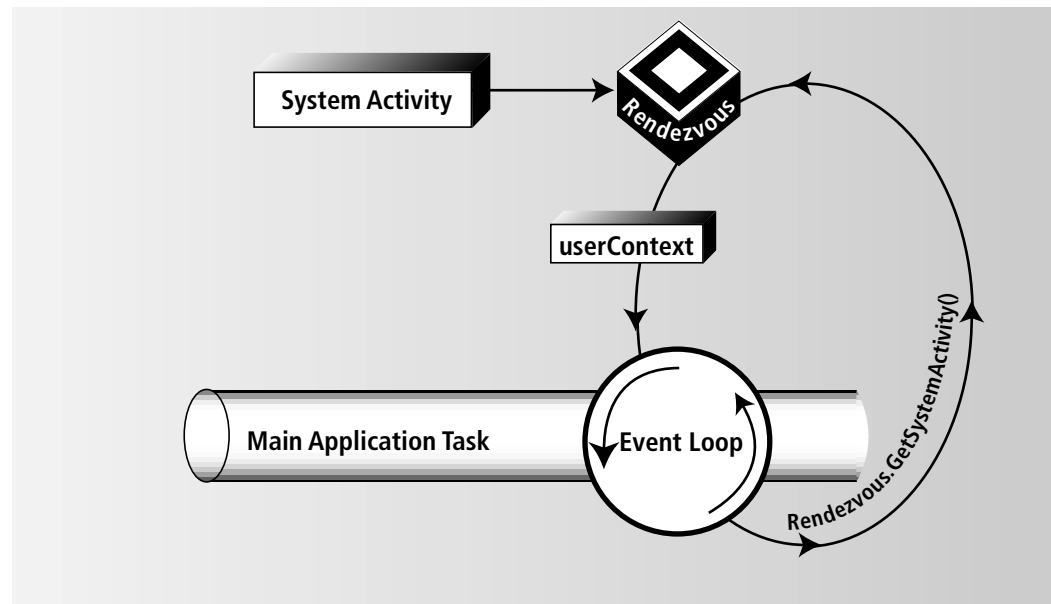 System Activity
Rendezvous
userContext
Main Application Task
Event Loop
Rendezvous.GetSystemActivity()